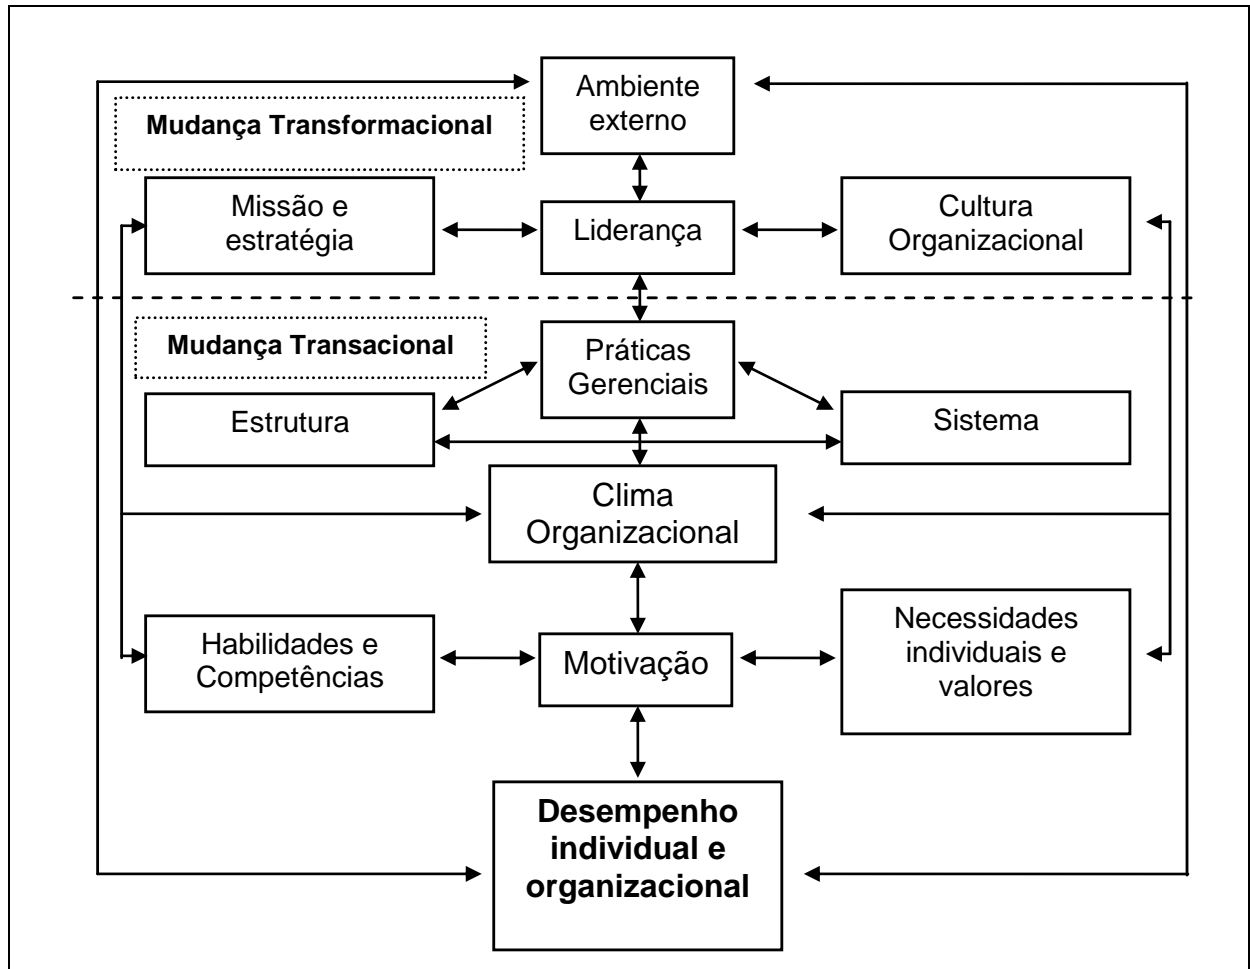 Ambiente
externo
Mudança Transformacional
Missão e
estratégia
Liderança
Cultura
Organizacional
Mudança Transacional
Práticas
Gerenciais
Estrutura
Sistema
Clima
Organizacional
Habilidades e
Competências
Motivação
Necessidades
individuais e
valores
Desempenho
individual e
organizacional